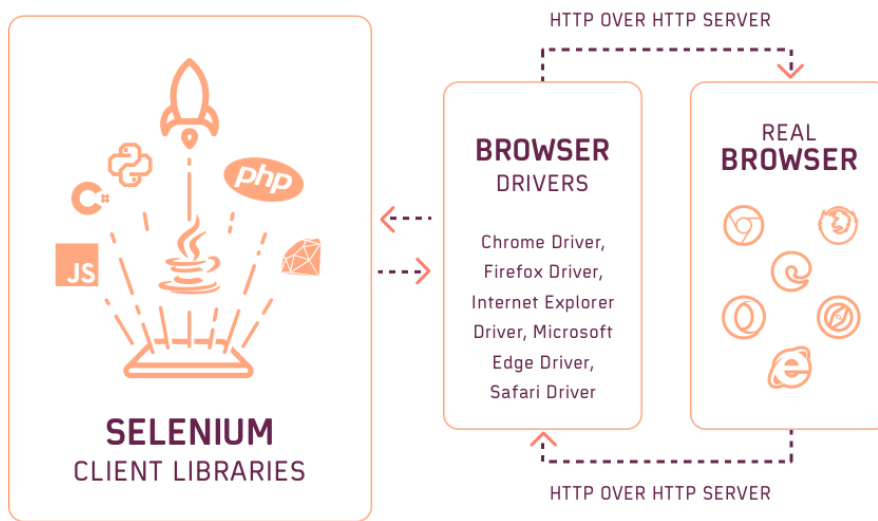 HTTP OVER HTTP SERVER
C#
php
JS
SELENIUM
CLIENT LIBRARIES
BROWSER
DRIVERS
Chrome Driver,
Firefox Driver,
Internet Explorer
Driver, Microsoft
Edge Driver,
Safari Driver
REAL
BROWSER
HTTP OVER HTTP SERVER